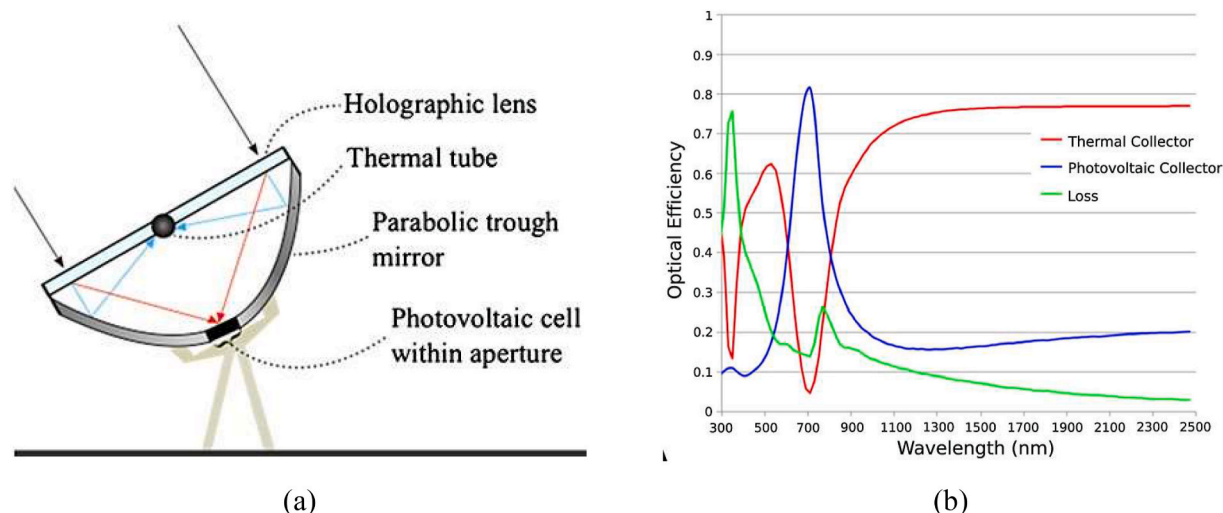 Holographic lens
Thermal tube
Parabolic trough
mirror
Photovoltaic cell
within aperture
(a)
1
0.9
0.8
0.7
0.6
0.5
0.4
0.3
0.2
0.1
0
Optical Efficiency
Thermal Collector
Photovoltaic Collector
Loss
300 500 700 900 1100 1300 1500 1700 1900 2100 2300 2500
Wavelength (nm)
(b)